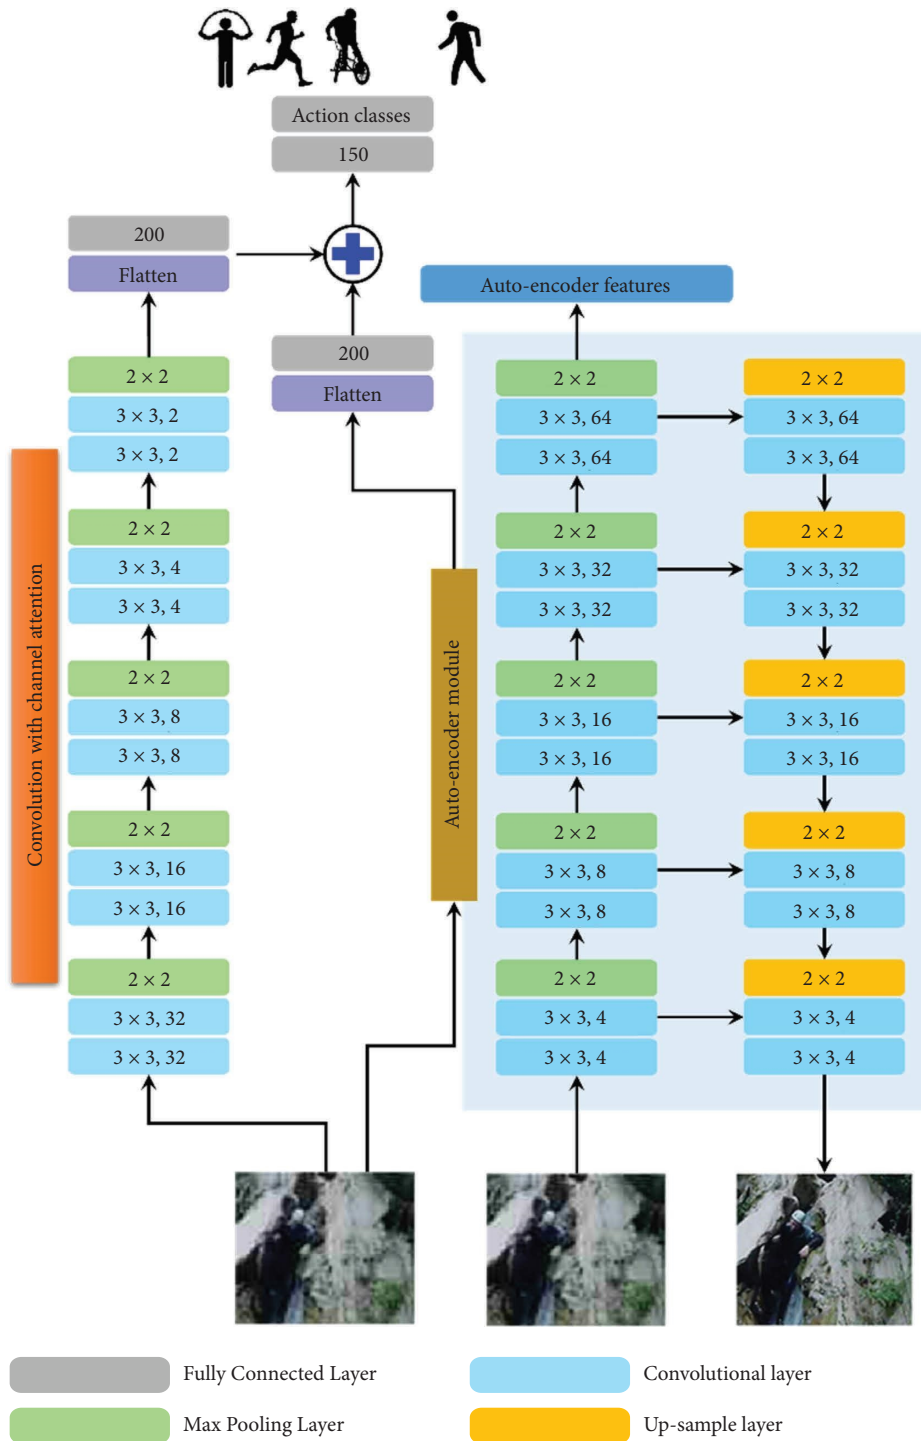 Action classes
150
200
Flatten
200
Flatten
Auto-encoder features
Convolution with channel attention
2 × 2
3 × 3, 2
3 × 3, 2
2 × 2
3 × 3, 4
3 × 3, 4
2 × 2
3 × 3, 8
3 × 3, 8
2 × 2
3 × 3, 16
3 × 3, 16
2 × 2
3 × 3, 32
3 × 3, 32
Auto-encoder module
2 × 2
3 × 3, 64
3 × 3, 64
2 × 2
3 × 3, 32
3 × 3, 32
2 × 2
3 × 3, 16
3 × 3, 16
2 × 2
3 × 3, 8
3 × 3, 8
2 × 2
3 × 3, 4
3 × 3, 4
2 × 2
3 × 3, 64
3 × 3, 64
2 × 2
3 × 3, 32
3 × 3, 32
2 × 2
3 × 3, 16
3 × 3, 16
2 × 2
3 × 3, 8
3 × 3, 8
2 × 2
3 × 3, 4
3 × 3, 4
Fully Connected Layer
Convolutional layer
Max Pooling Layer
Up-sample layer